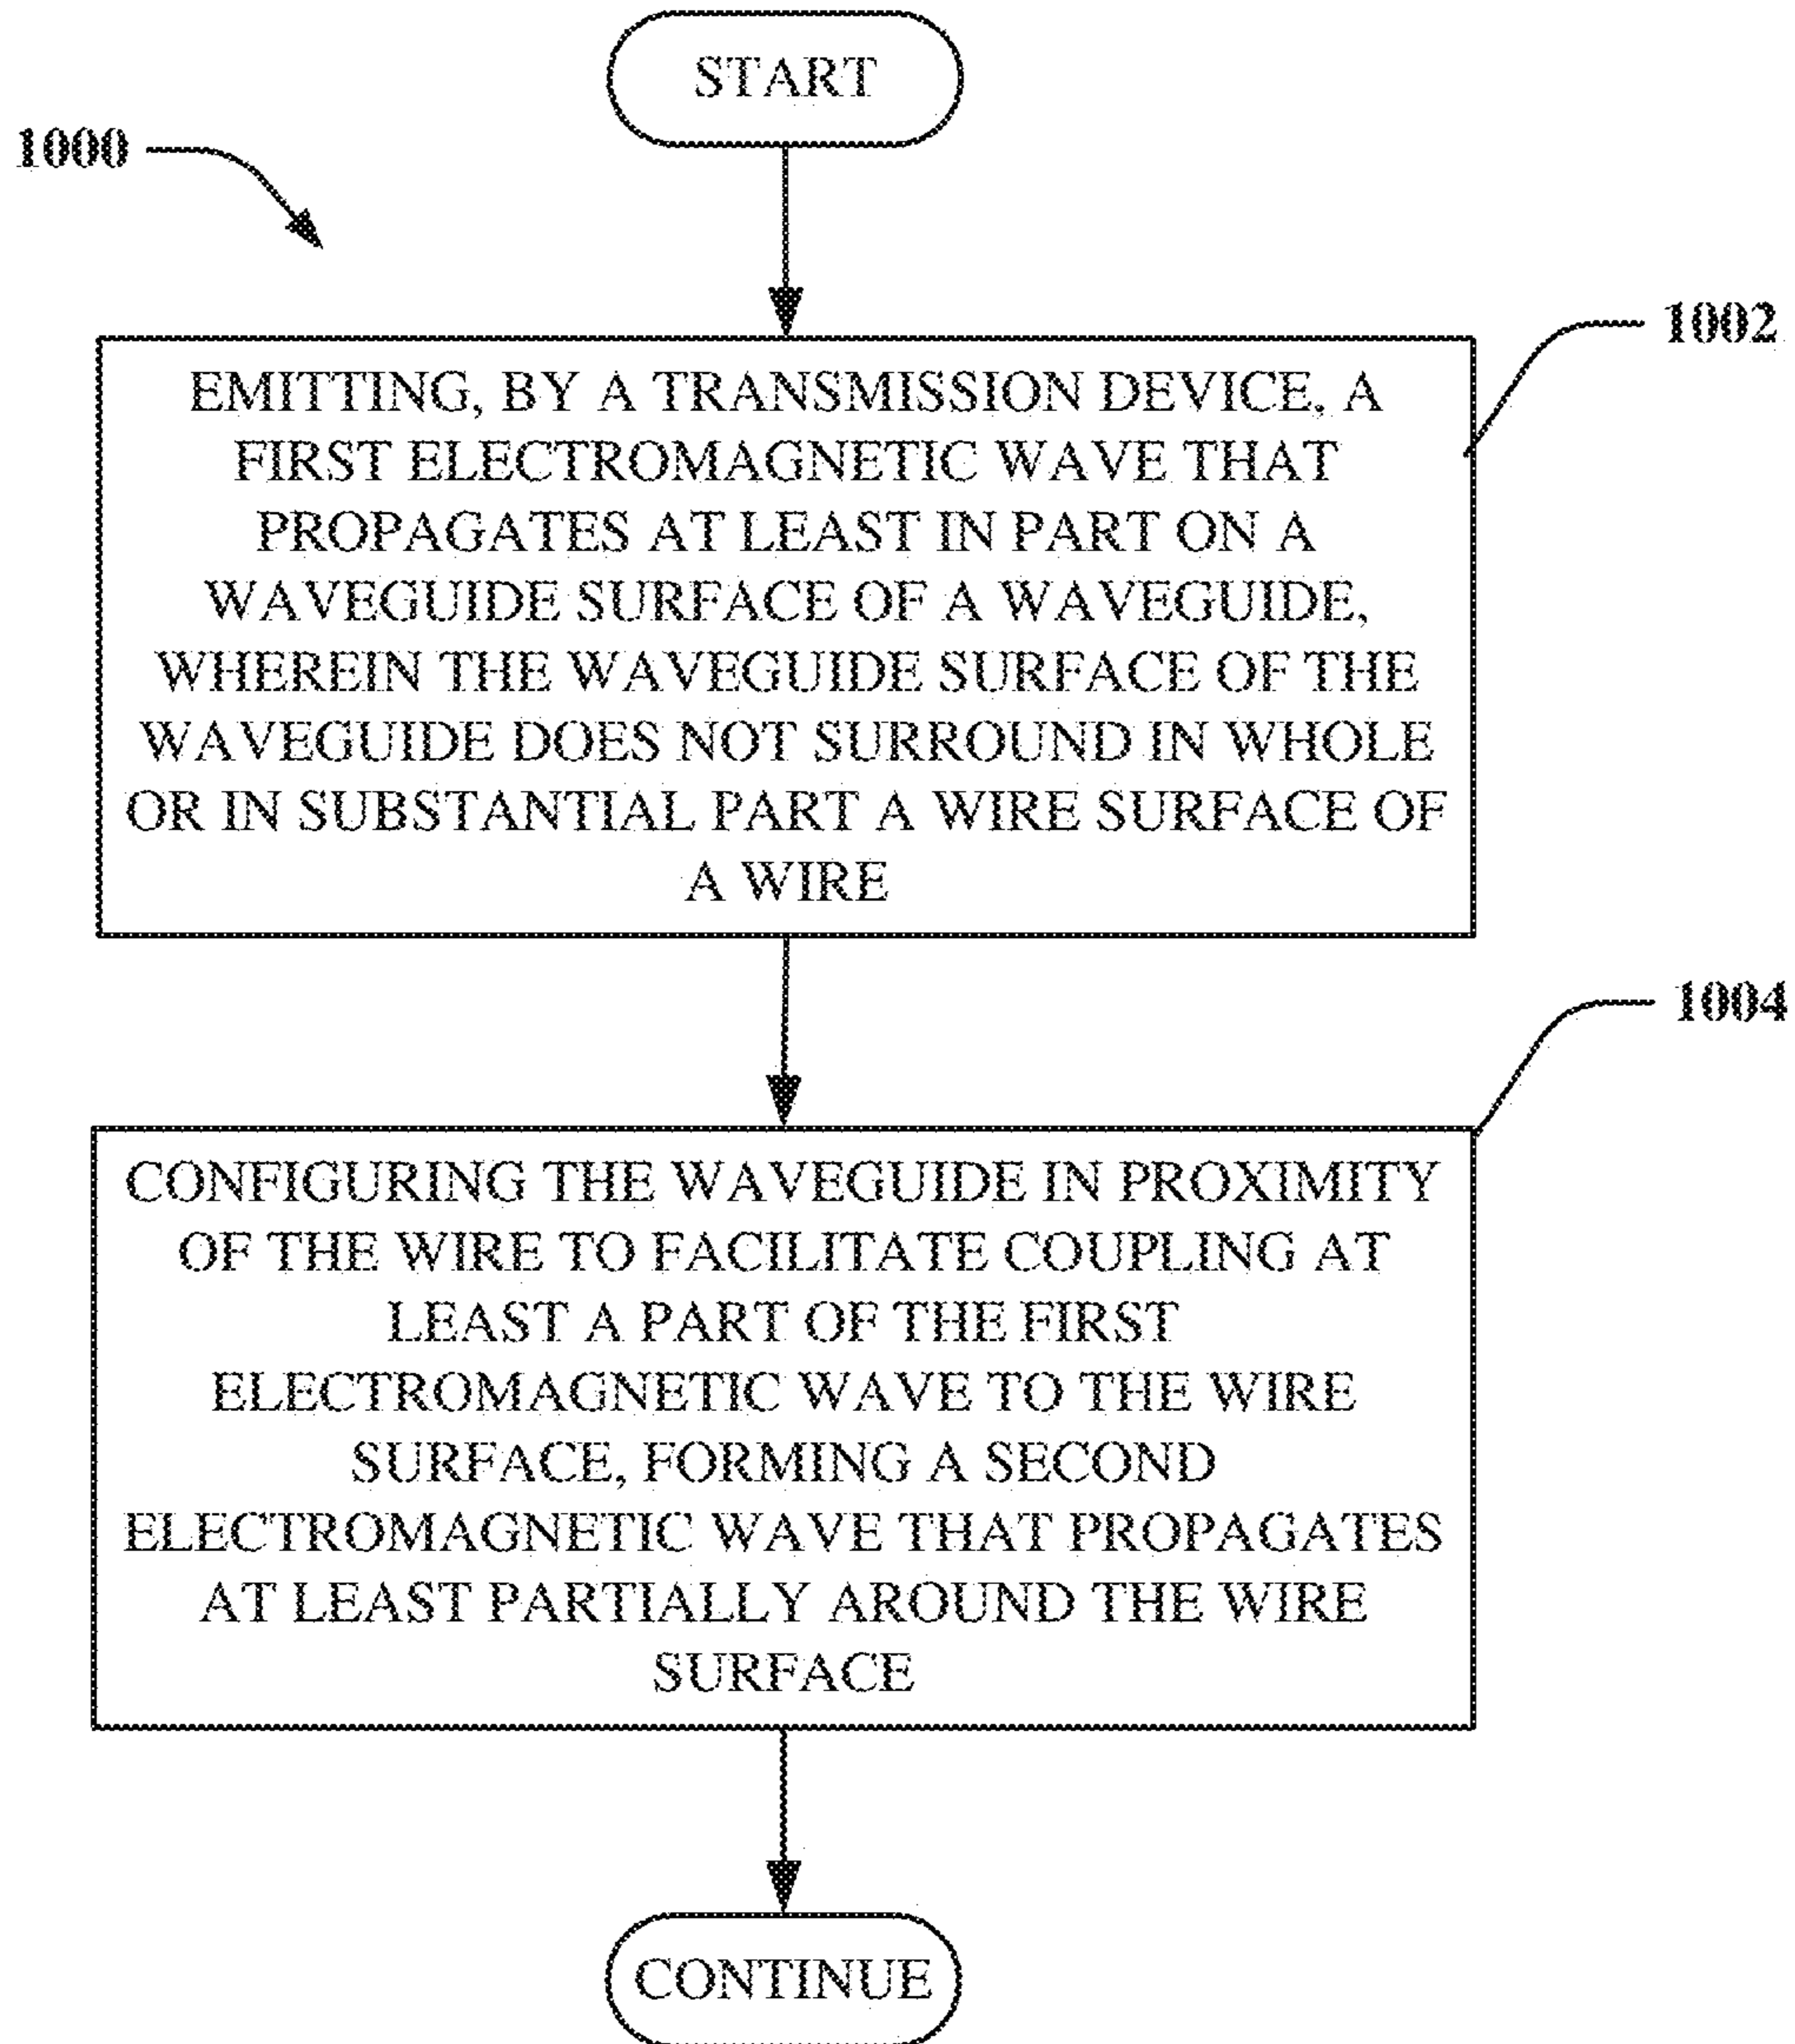 START
1000
1002
EMITTING, BY A TRANSMISSION DEVICE, A
FIRST ELECTROMAGNETIC WAVE THAT
PROPAGATES AT LEAST IN PART ON A
WAVEGUIDE SURFACE OF A WAVEGUIDE,
WHEREIN THE WAVEGUIDE SURFACE OF THE
WAVEGUIDE DOES NOT SURROUND IN WHOLE
OR IN SUBSTANTIAL PART A WIRE SURFACE OF
A WIRE
1004
CONFIGURING THE WAVEGUIDE IN PROXIMITY
OF THE WIRE TO FACILITATE COUPLING AT
LEAST A PART OF THE FIRST
ELECTROMAGNETIC WAVE TO THE WIRE
SURFACE, FORMING A SECOND
ELECTROMAGNETIC WAVE THAT PROPAGATES
AT LEAST PARTIALLY AROUND THE WIRE
SURFACE
CONTINUE